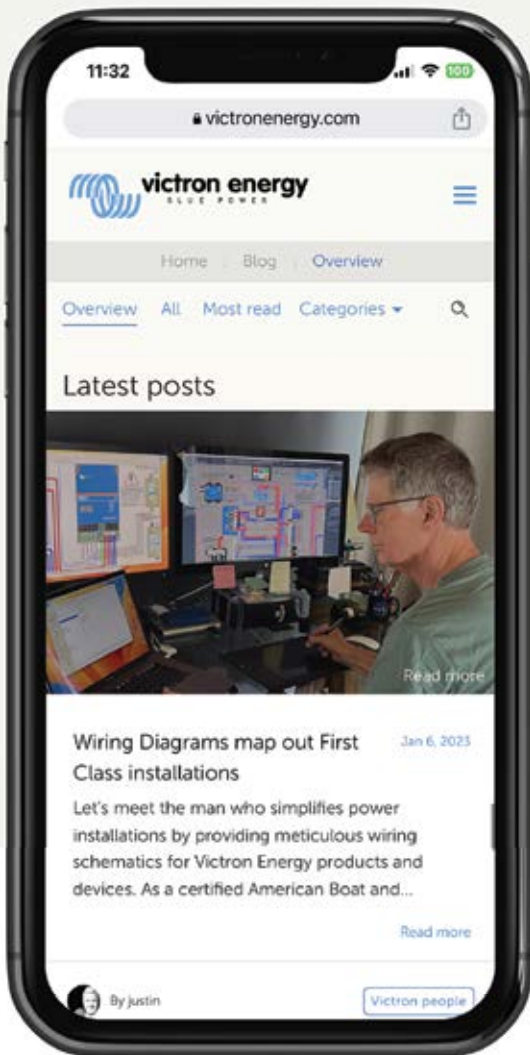 11:32
100
victronenergy.com
victron energy
BLUE POWER
Home Blog Overview
Overview All Most read Categories
Latest posts
Read more
Wiring Diagrams map out First Jan 6, 2023
Class installations
Let's meet the man who simplifies power
installations by providing meticulous wiring
schematics for Victron Energy products and
devices. As a certified American Boat and...
Read more
By justin Victron people